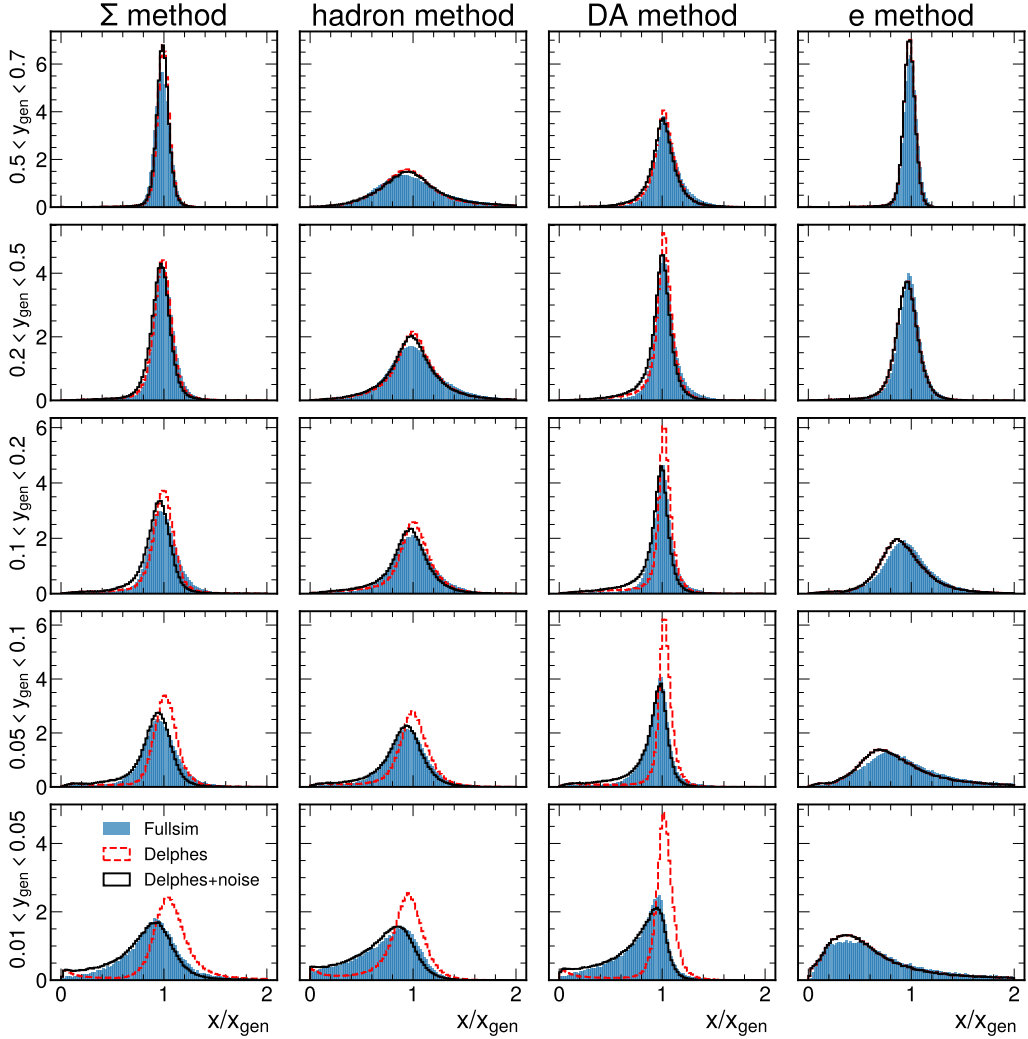 Σ method hadron method DA method e method
0.5 < y_gen < 0.7
6
4
2
0
0.2 < y_gen < 0.5
4
2
0
0.1 < y_gen < 0.2
6
4
2
0
0.05 < y_gen < 0.1
6
4
2
0
0.01 < y_gen < 0.05
4
2
0
Fullsim
Delphes
Delphes+noise
0 1 2 0 1 2 0 1 2 0 1 2
x/x_gen x/x_gen x/x_gen x/x_gen